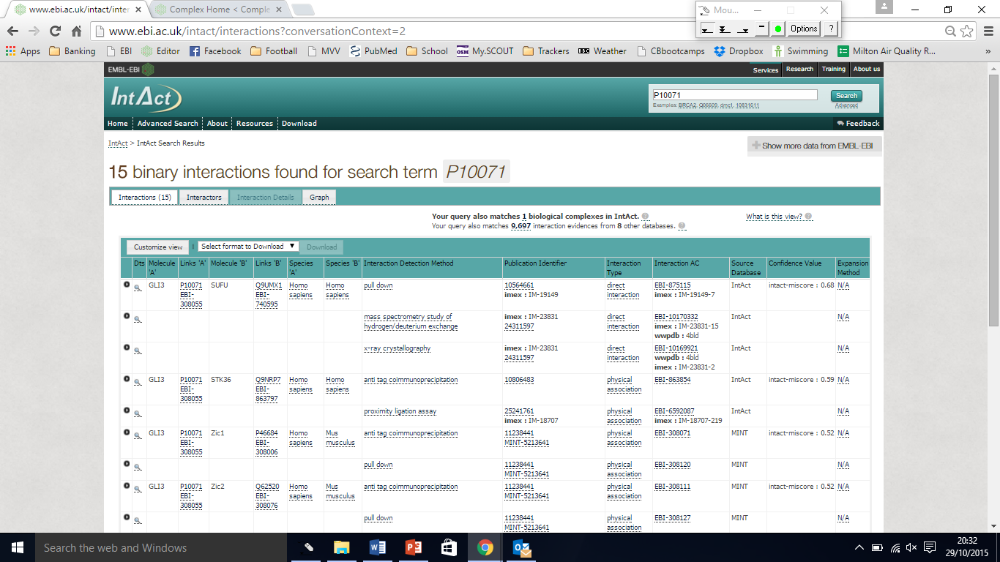 www.ebi.ac.uk/intact/inter
Complex Home < Comple
Mou...
www.ebi.ac.uk/intact/interactions?conversationContext=2
Options ?
Apps Banking EBI Editor Facebook Football MVV PubMed School OSM My.SCOUT Trackers BBC Weather CBbootcamps Dropbox Swimming Milton Air Quality R... »
EMBL-EBI
Services Research Training About us
IntAct
P10071 Search
Examples: BRCA2, Q06609, dmc1, 10831611 Advanced
Home Advanced Search About Resources Download Feedback
IntAct > IntAct Search Results
Show more data from EMBL-EBI
15 binary interactions found for search term P10071
Interactions (15) Interactors Interaction Details Graph
Your query also matches 1 biological complexes in IntAct. ? What is this view? ?
Your query also matches 9,697 interaction evidences from 8 other databases. ?
Customize view | Select format to Download Download
Dts Molecule 'A' Links 'A' Molecule 'B' Links 'B' Species 'A' Species 'B' Interaction Detection Method Publication Identifier Interaction Type Interaction AC Source Database Confidence Value Expansion Method
GLI3 P10071 SUFU Q9UMX1 Homo Homo pull down 10564661 direct EBI-875115 IntAct intact-miscore : 0.68 N/A
EBI- EBI- sapiens sapiens imex : IM-19149 interaction imex : IM-19149-7
308055 740595
mass spectrometry study of imex : IM-23831 direct EBI-10170332 IntAct N/A
hydrogen/deuterium exchange 24311597 interaction imex : IM-23831-15
wwpdb : 4bld
x-ray crystallography imex : IM-23831 direct EBI-10169921 IntAct N/A
24311597 interaction wwpdb : 4bld
imex : IM-23831-2
GLI3 P10071 STK36 Q9NRP7 Homo Homo anti tag coimmunoprecipitation 10806483 physical EBI-863854 IntAct intact-miscore : 0.59 N/A
EBI- EBI- sapiens sapiens association
308055 863797
proximity ligation assay 25241761 physical EBI-6592087 IntAct N/A
imex : IM-18707 association imex : IM-18707-219
GLI3 P10071 Zic1 P46684 Homo Mus anti tag coimmunoprecipitation 11238441 physical EBI-308071 MINT intact-miscore : 0.52 N/A
EBI- EBI- sapiens musculus MINT-5213641 association
308055 308006
pull down 11238441 physical EBI-308120 MINT N/A
MINT-5213641 association
GLI3 P10071 Zic2 Q62520 Homo Mus anti tag coimmunoprecipitation 11238441 physical EBI-308111 MINT intact-miscore : 0.52 N/A
EBI- EBI- sapiens musculus MINT-5213641 association
308055 308076
pull down 11238441 physical EBI-308127 MINT N/A
MINT-5213641 association
Search the web and Windows
20:32
29/10/2015